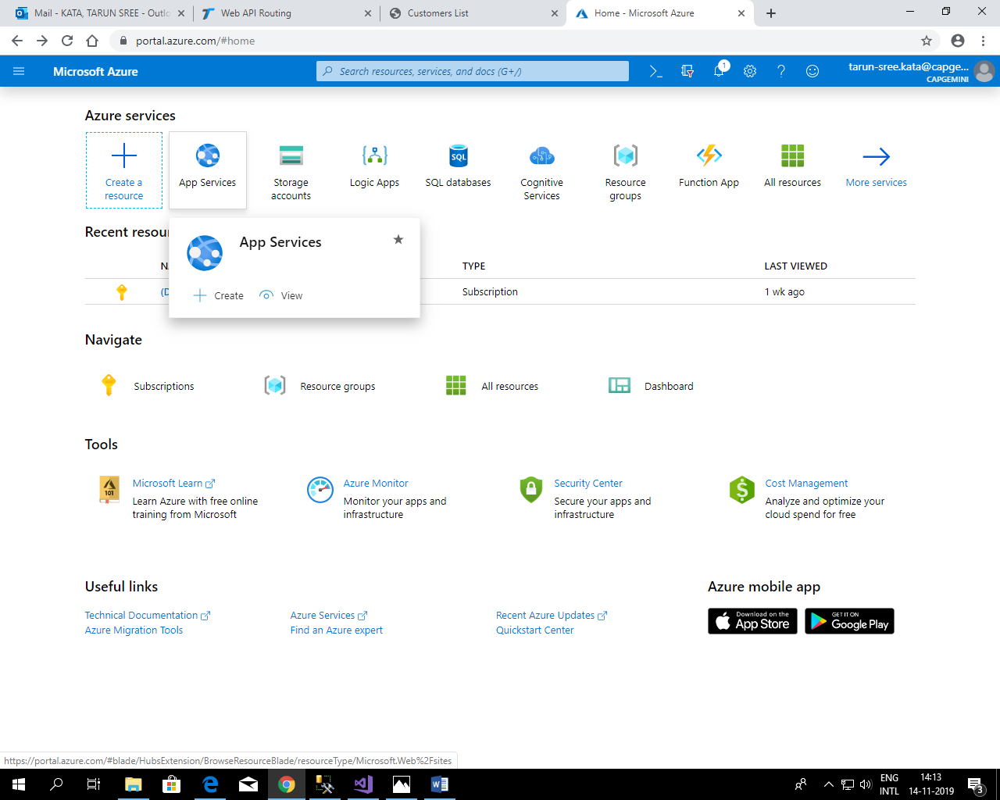 Mail - KATA, TARUN SREE - Outlo
Web API Routing
Customers List
Home - Microsoft Azure
portal.azure.com/#home
Microsoft Azure
Search resources, services, and docs (G+/)
1
tarun-sree.kata@capge...
CAPGEMINI
Azure services
Create a
resource
App Services
Storage
accounts
Logic Apps
SQL
SQL databases
Cognitive
Services
Resource
groups
Function App
All resources
More services
Recent resou
App Services
Create
View
TYPE
LAST VIEWED
(D
Subscription
1 wk ago
Navigate
Subscriptions
Resource groups
All resources
Dashboard
Tools
101
Microsoft Learn
Learn Azure with free online
training from Microsoft
Azure Monitor
Monitor your apps and
infrastructure
Security Center
Secure your apps and
infrastructure
Cost Management
Analyze and optimize your
cloud spend for free
Useful links
Technical Documentation
Azure Migration Tools
Azure Services
Find an Azure expert
Recent Azure Updates
Quickstart Center
Azure mobile app
Download on the
App Store
GET IT ON
Google Play
https://portal.azure.com/#blade/HubsExtension/BrowseResourceBlade/resourceType/Microsoft.Web%2Fsites
ENG
INTL
14:13
14-11-2019
3